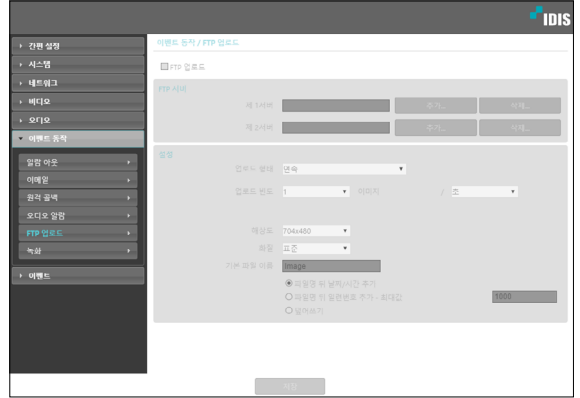 IDIS
간편 설정
시스템
네트워크
비디오
오디오
이벤트 동작
알람 아웃
이메일
원격 콜백
오디오 알람
FTP 업로드
녹화
이벤트
이벤트 동작 / FTP 업로드
FTP 업로드
FTP 서버
제 1서버 추가... 삭제...
제 2서버 추가... 삭제...
설정
업로드 형태 연속
업로드 빈도 1 이미지 / 초
해상도 704x480
화질 표준
기본 파일 이름 image
파일명 뒤 날짜/시간 추가
파일명 뒤 일련번호 추가 - 최대값 1000
덮어쓰기
저장